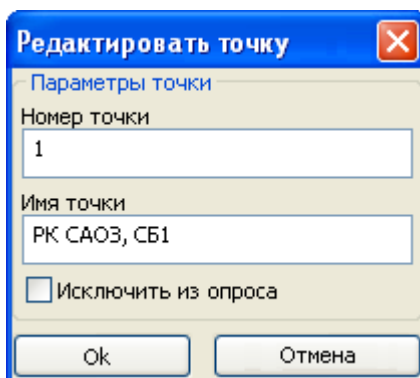 Редактировать точку
Параметры точки
Номер точки
1
Имя точки
РК САОЗ, СБ1
Исключить из опроса
Ok
Отмена